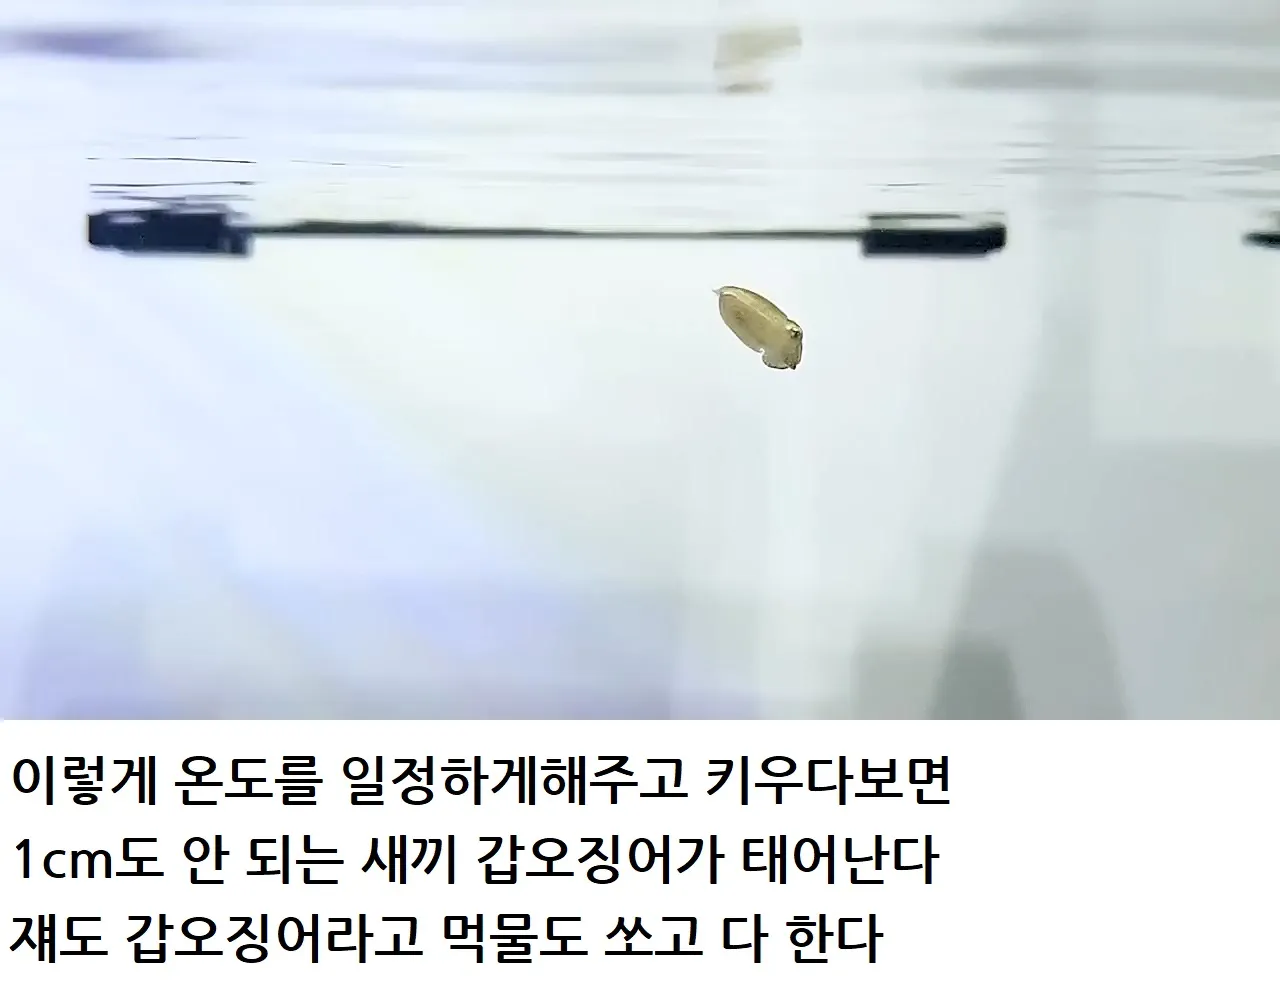 이렇게 온도를 일정하게해주고 키우다보면
1cm도 안 되는 새끼 갑오징어가 태어난다
쟤도 갑오징어라고 먹물도 쏘고 다 한다